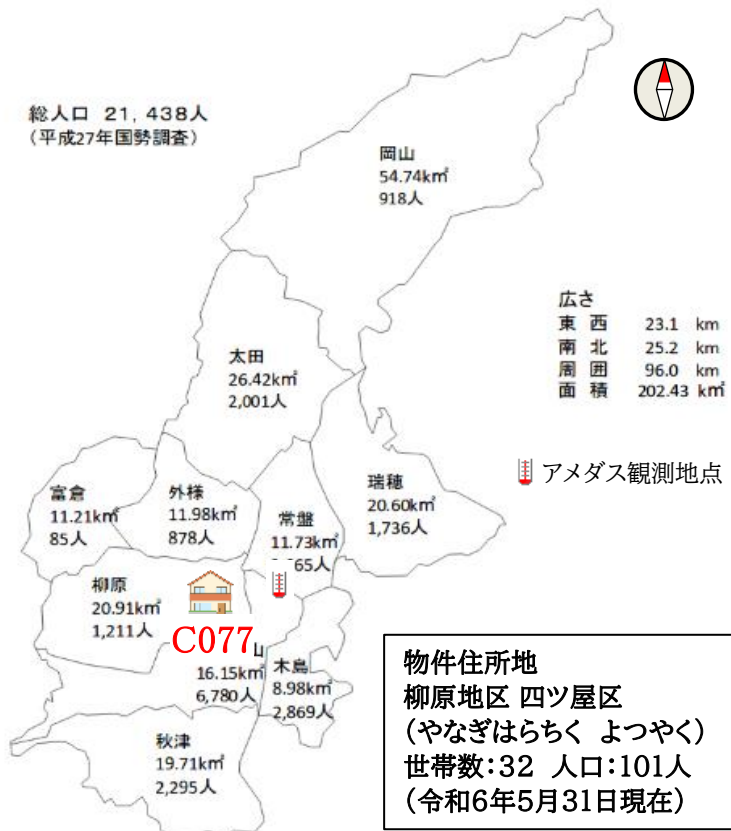 総人口 21,438人
(平成27年国勢調査)
岡山
54.74k㎡
918人
広さ
東 西 23.1 km
南 北 25.2 km
周 囲 96.0 km
面 積 202.43 k㎡
太田
26.42k㎡
2,001人
アメダス観測地点
瑞穂
20.60k㎡
1,736人
富倉
11.21k㎡
85人
外様
11.98k㎡
878人
常盤
11.73k㎡
65人
柳原
20.91k㎡
1,211人
C077
山
16.15k㎡
6,780人
木島
8.98k㎡
2,869人
秋津
19.71k㎡
2,295人
物件住所地
柳原地区 四ツ屋区
(やなぎはらちく よつやく)
世帯数:32 人口:101人
(令和6年5月31日現在)